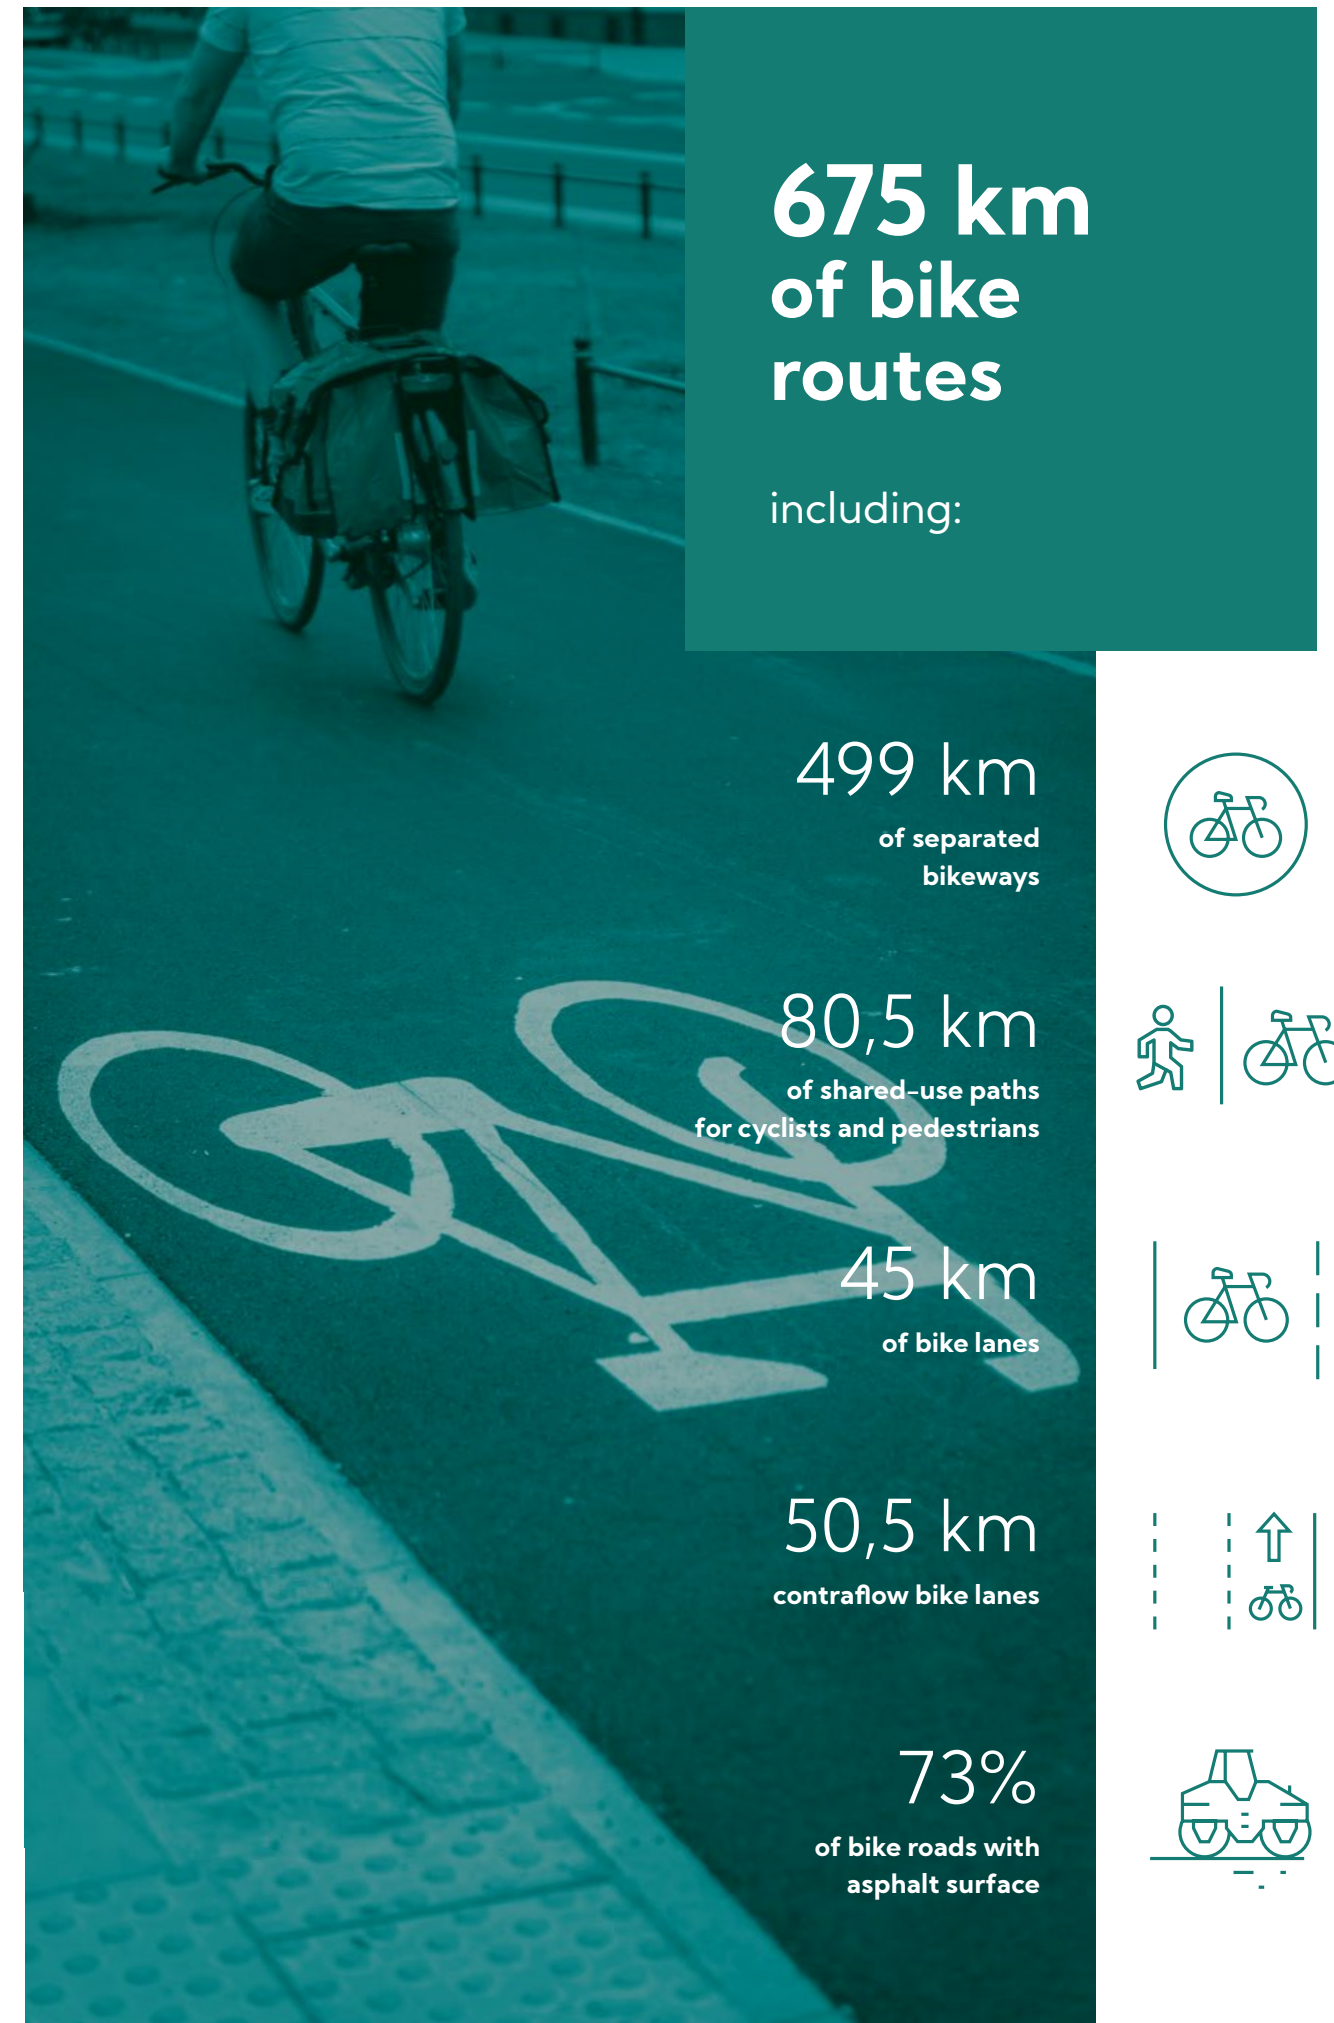 675 km
of bike
routes
including:
499 km
of separated
bikeways
80,5 km
of shared-use paths
for cyclists and pedestrians
45 km
of bike lanes
50,5 km
contraflow bike lanes
73%
of bike roads with
asphalt surface